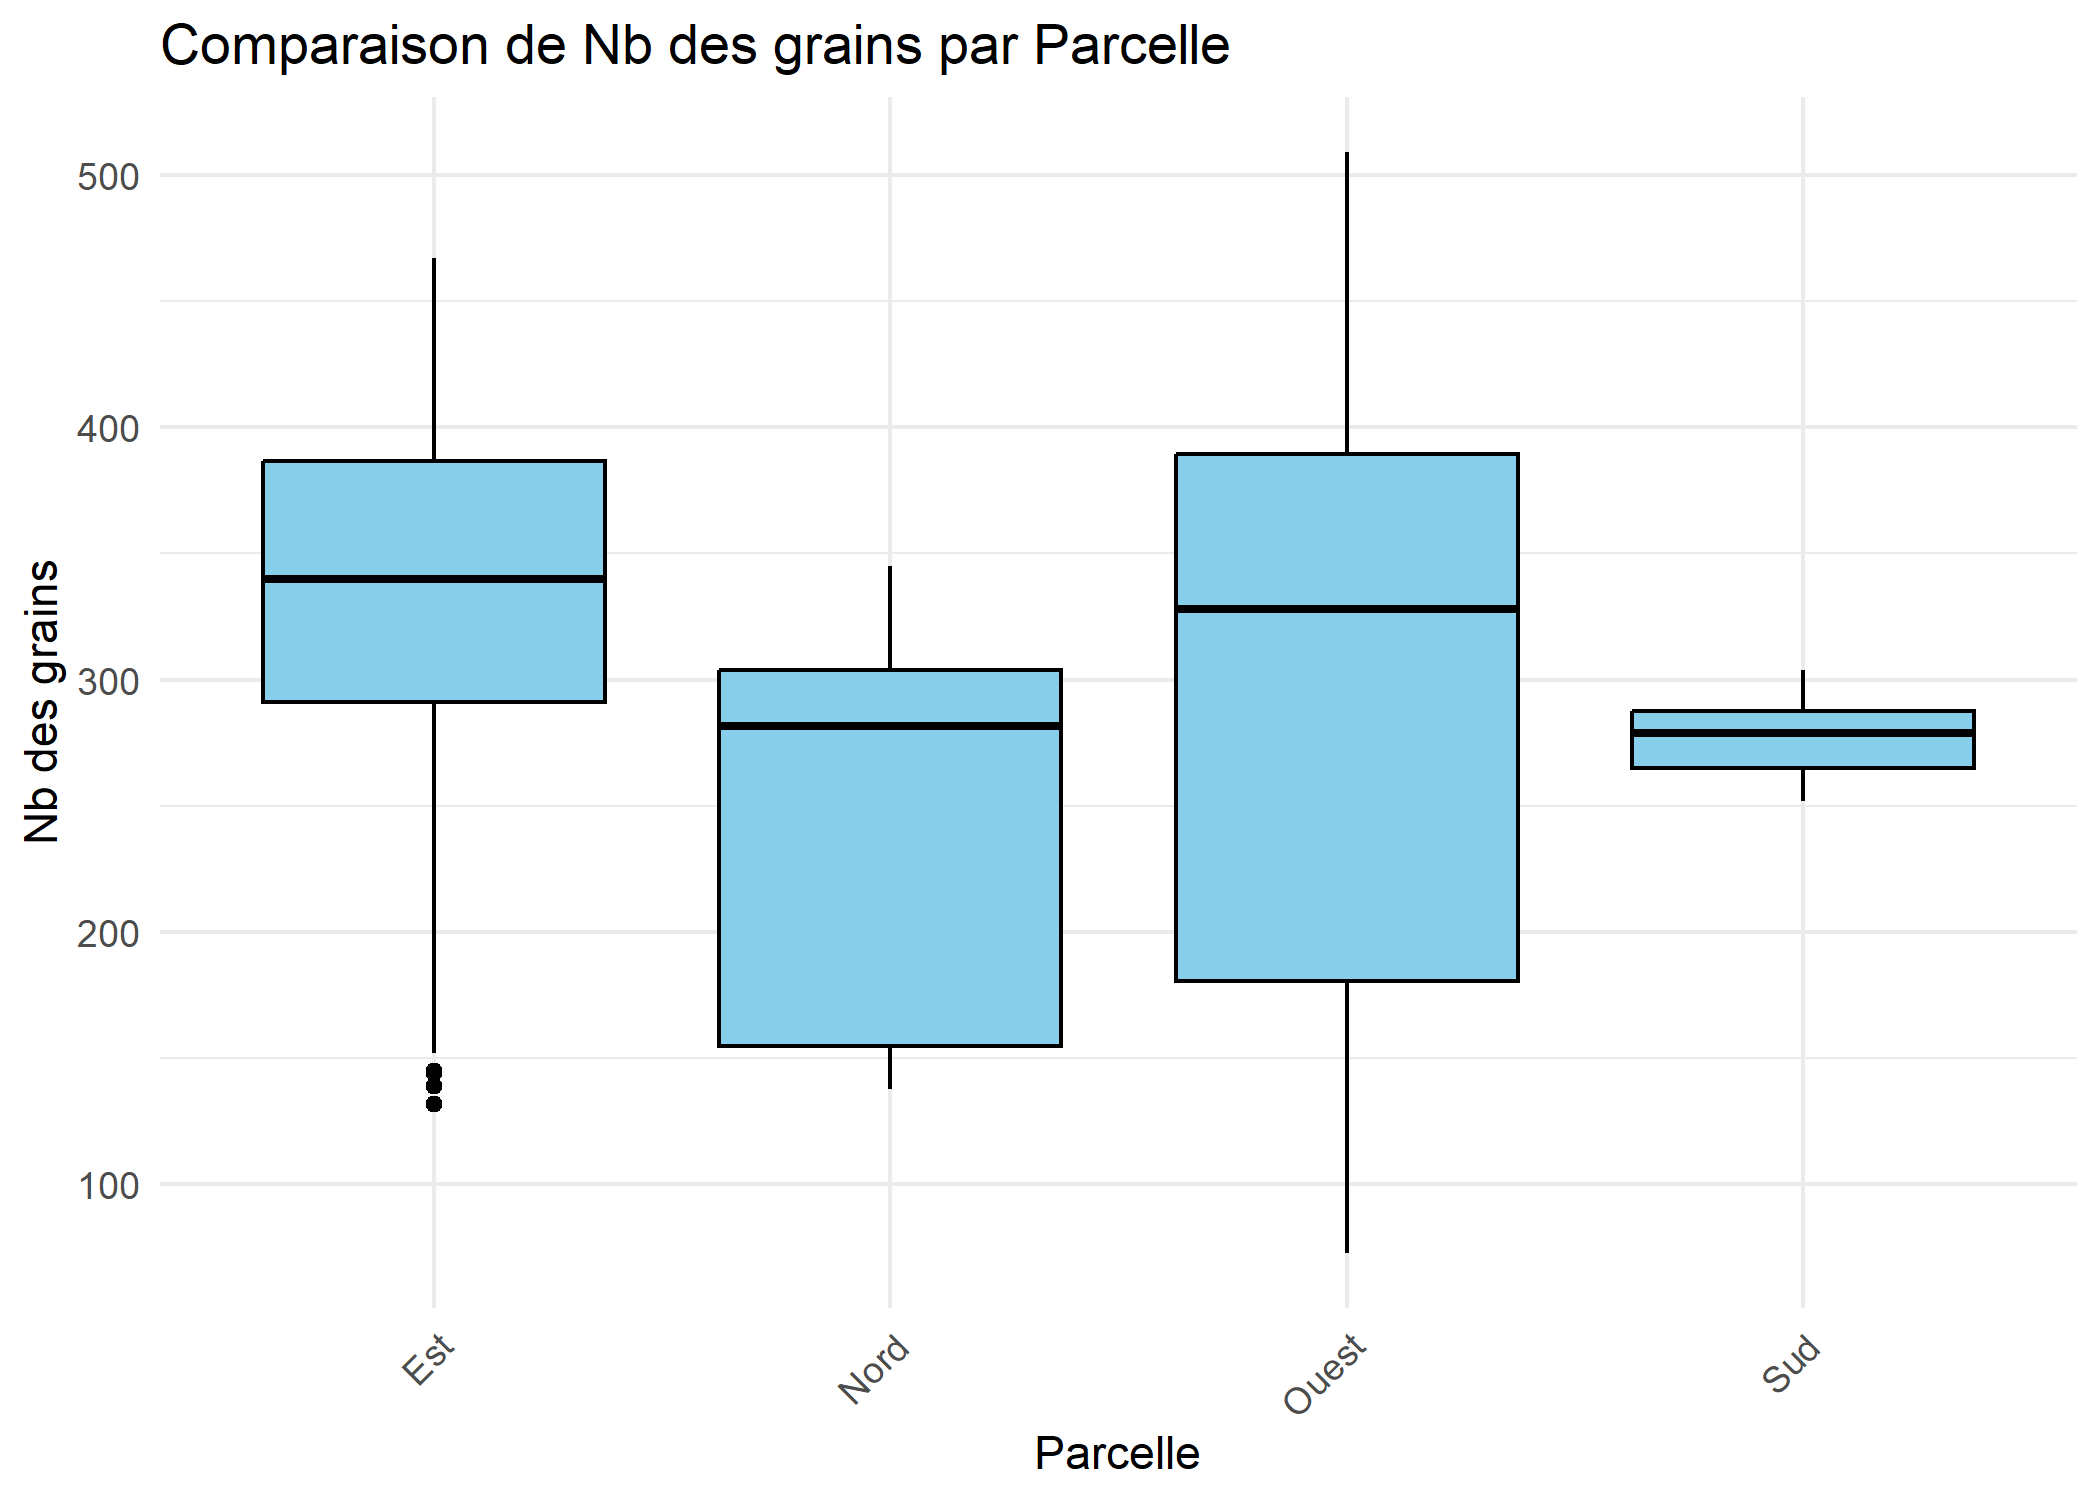 Comparaison de Nb des grains par Parcelle
Nb des grains
500
400
300
200
100
Est
Nord
Ouest
Sud
Parcelle